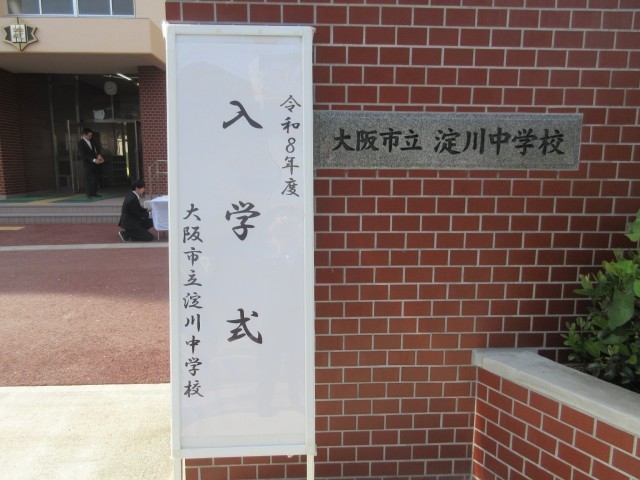 令和8年度
入学式
大阪市立淀川中学校
大阪市立 淀川中学校